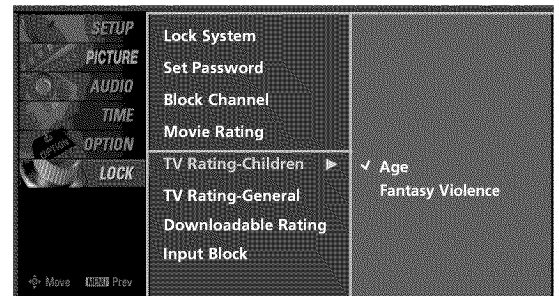 SETUP
PICTURE
AUDIO
TIME
OPTION
OPTION
LOCK
Move MENU Prev
Lock System
Set Password
Block Channel
Movie Rating
TV Rating-Children
TV Rating-General
Downloadable Rating
Input Block
Age
Fantasy Violence